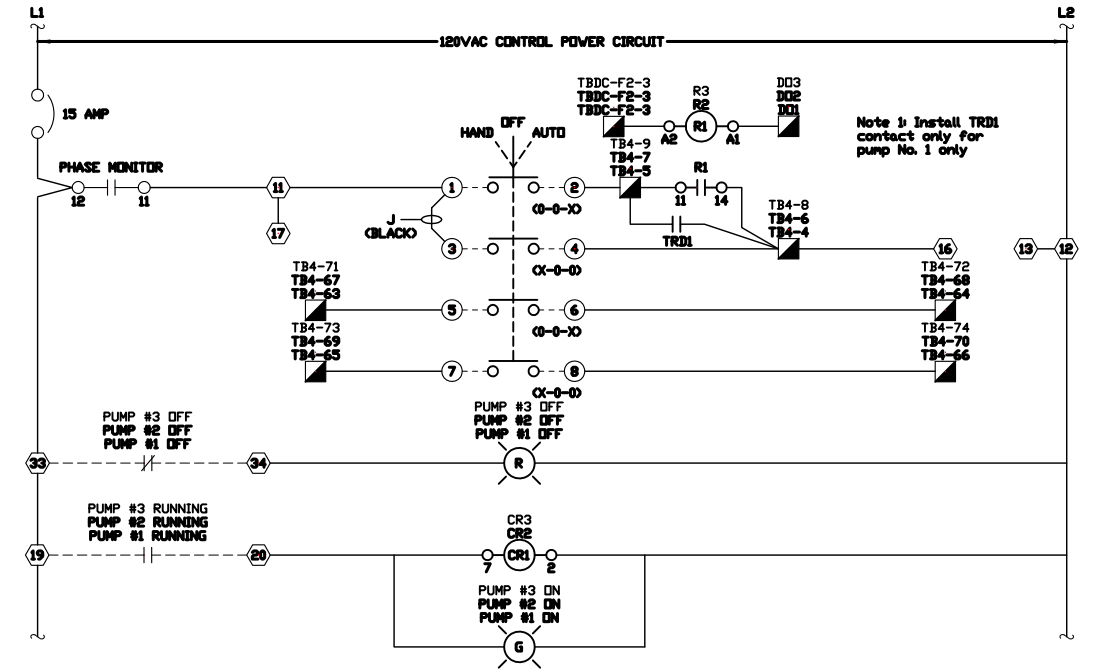 L1
L2
120VAC CONTROL POWER CIRCUIT
15 AMP
PHASE MONITOR
12
11
11
17
HAND
OFF
AUTO
TBDC-F2-3
TBDC-F2-3
TBDC-F2-3
R3
R2
R1
A2
A1
DO3
DO2
DO1
Note 1: Install TRD1
contact only for
pump No. 1 only
1
2
(O-O-X)
TB4-9
TB4-7
TB4-5
R1
11
14
TRD1
TB4-8
TB4-6
TB4-4
J
(BLACK)
3
4
(X-O-O)
16
13
12
TB4-71
TB4-67
TB4-63
5
6
(O-O-X)
TB4-72
TB4-68
TB4-64
TB4-73
TB4-69
TB4-65
7
8
(X-O-O)
TB4-74
TB4-70
TB4-66
PUMP #3 OFF
PUMP #2 OFF
PUMP #1 OFF
33
34
PUMP #3 OFF
PUMP #2 OFF
PUMP #1 OFF
R
PUMP #3 RUNNING
PUMP #2 RUNNING
PUMP #1 RUNNING
19
20
CR3
CR2
CR1
7
2
PUMP #3 ON
PUMP #2 ON
PUMP #1 ON
G